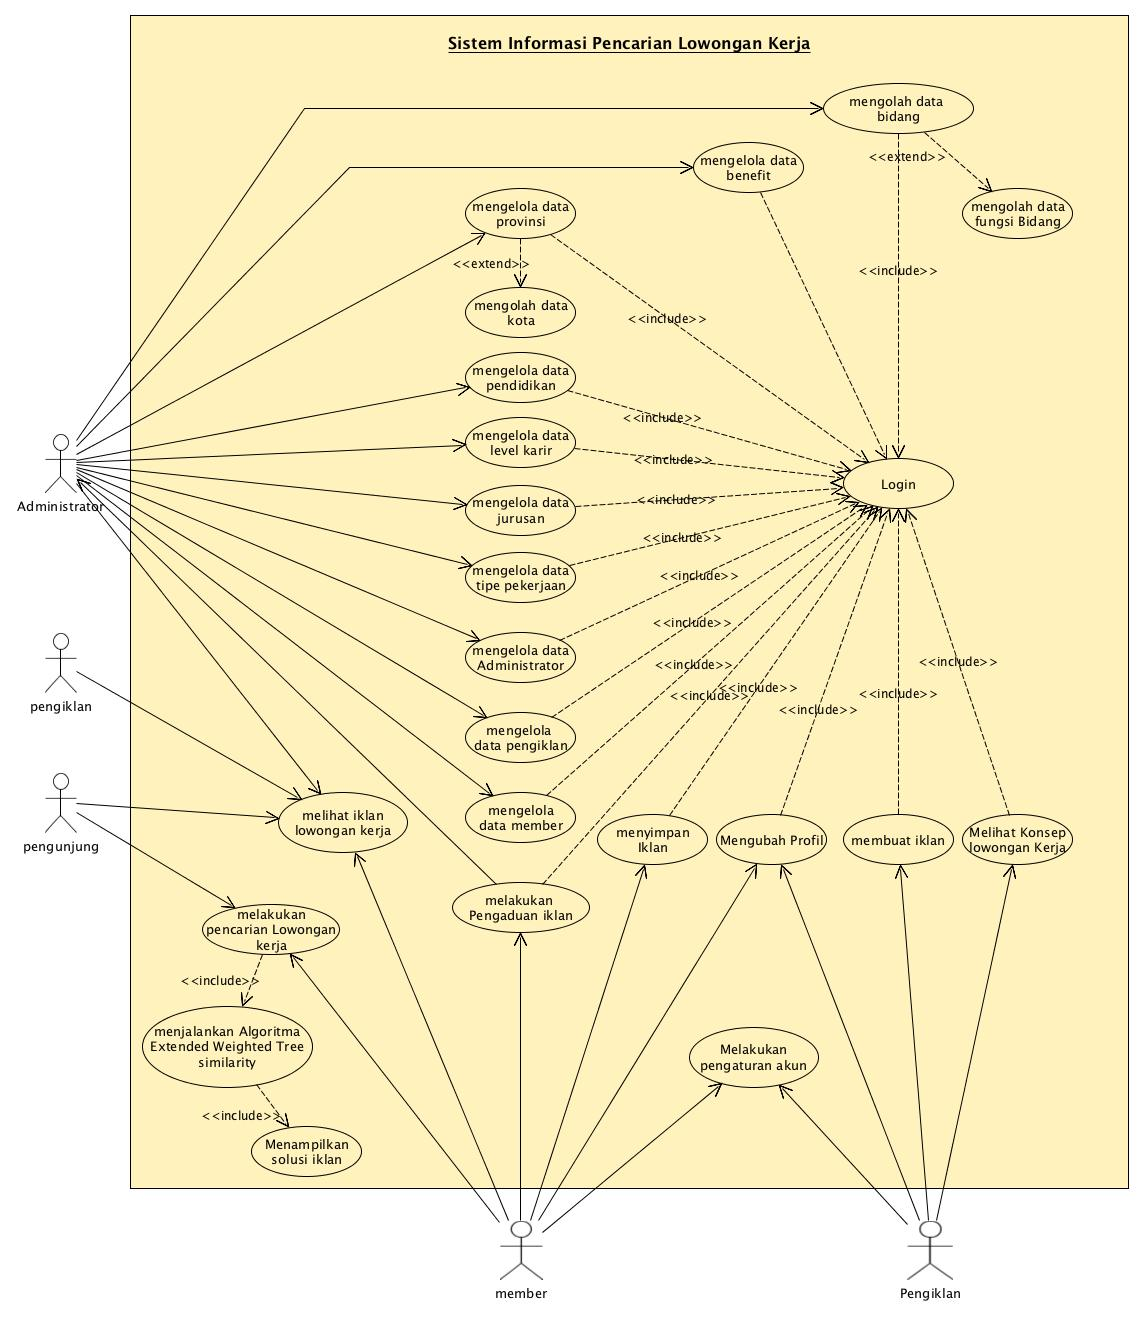 Sistem Informasi Pencarian Lowongan Kerja
mengolah data
bidang
<<extend>>
mengelola data
benefit
mengolah data
fungsi Bidang
mengelola data
provinsi
<<extend>>
<<include>>
mengolah data
kota
<<include>>
mengelola data
pendidikan
<<include>>
mengelola data
level karir
<<include>>
Login
Administrator
mengelola data
jurusan
<<include>>
<<include>>
mengelola data
tipe pekerjaan
<<include>>
mengelola data
Administrator
<<include>>
<<include>>
<<include>>
<<include>>
<<include>>
<<include>>
<<include>>
pengiklan
mengelola
data pengiklan
pengunjung
melihat iklan
lowongan kerja
mengelola
data member
menyimpan
Iklan
Mengubah Profil
membuat iklan
Melihat Konsep
lowongan Kerja
melakukan
Pengaduan iklan
melakukan
pencarian Lowongan
kerja
<<include>>
menjalankan Algoritma
Extended Weighted Tree
similarity
Melakukan
pengaturan akun
<<include>>
Menampilkan
solusi iklan
member
Pengiklan